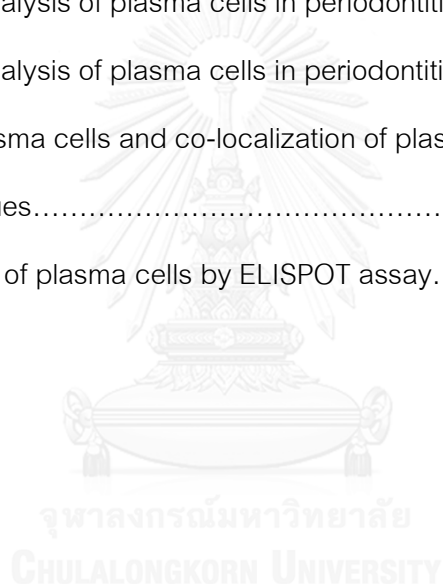 alysis of plasma cells in periodontiti
alysis of plasma cells in periodontiti
sma cells and co-localization of plas
ues……………………………………
of plasma cells by ELISPOT assay.
จุฬาลงกรณ์มหาวิทยาลัย
CHULALONGKORN UNIVERSITY